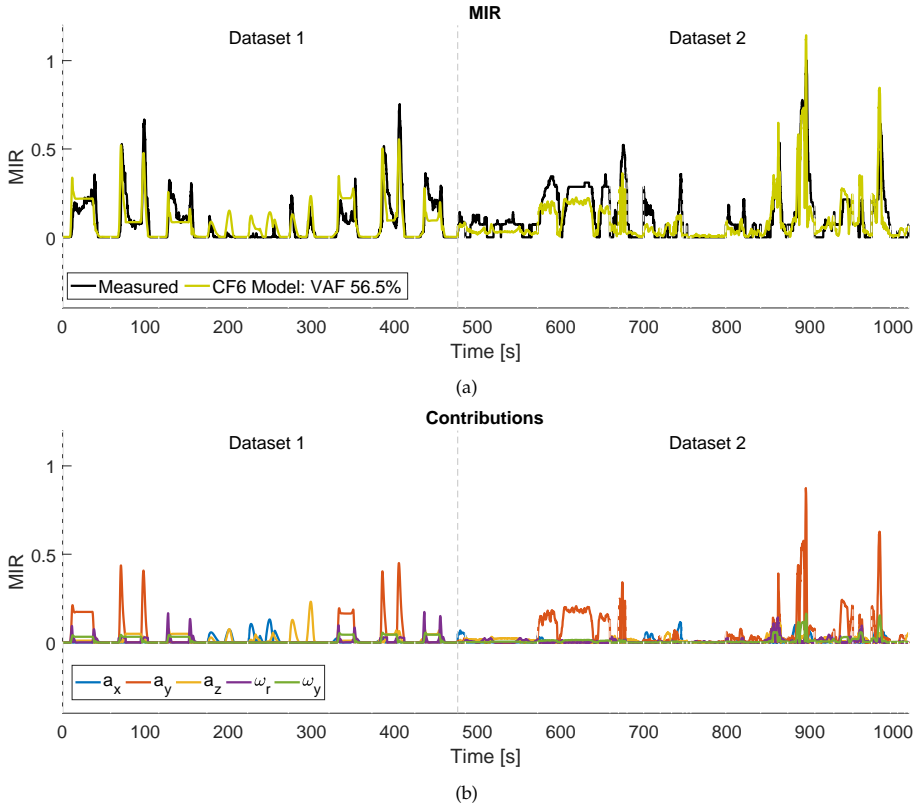 MIR
Dataset 1
Dataset 2
1
0.5
0
MIR
Measured
CF6 Model: VAF 56.5%
0
100
200
300
400
500
600
700
800
900
1000
Time [s]
(a)
Contributions
Dataset 1
Dataset 2
1
0.5
0
MIR
a_x
a_y
a_z
ω_r
ω_y
0
100
200
300
400
500
600
700
800
900
1000
Time [s]
(b)